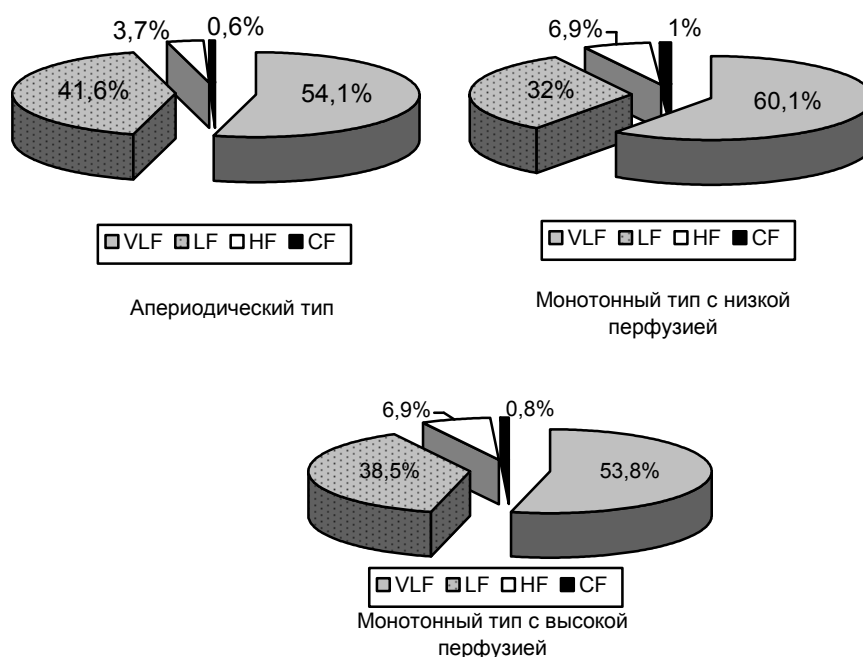 3,7%
0,6%
41,6%
54,1%
VLF LF HF CF
Апериодический тип
6,9%
1%
32%
60,1%
VLF LF HF CF
Монотонный тип с низкой
перфузией
6,9%
0,8%
38,5%
53,8%
VLF LF HF CF
Монотонный тип с высокой
перфузией